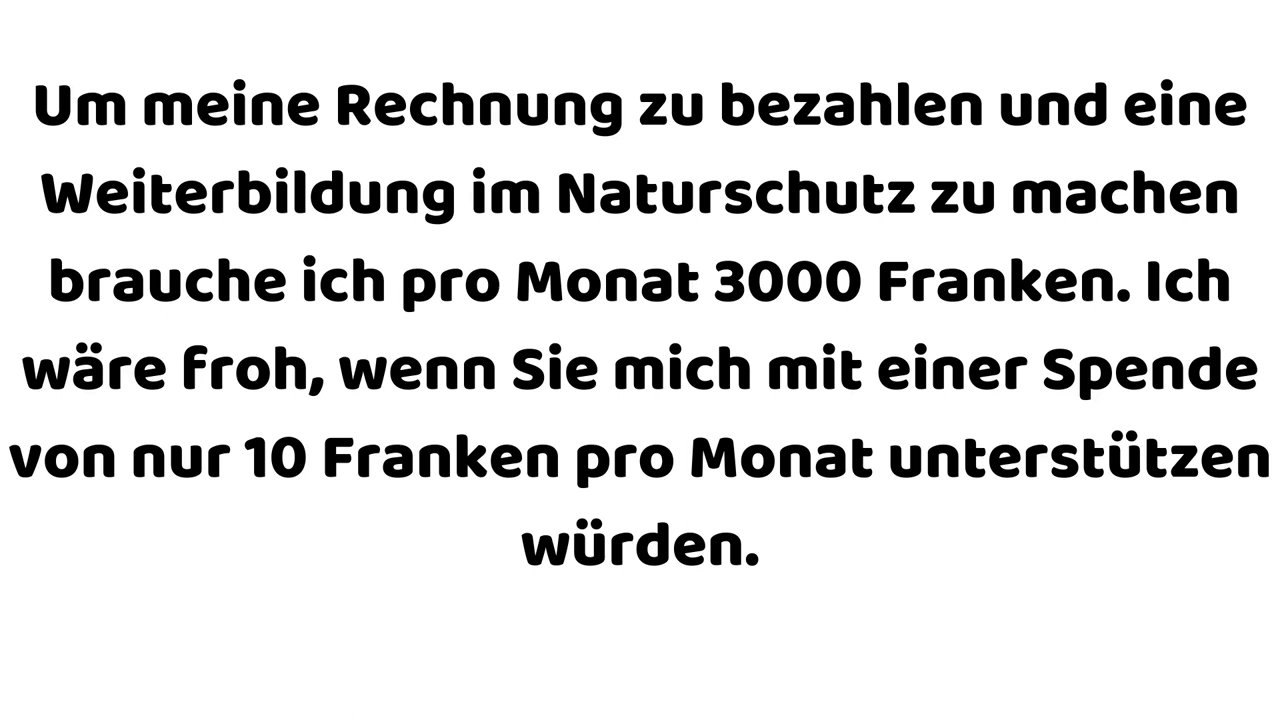 Um meine Rechnung zu bezahlen und eine
Weiterbildung im Naturschutz zu machen
brauche ich pro Monat 3000 Franken. Ich
wäre froh, wenn Sie mich mit einer Spende
von nur 10 Franken pro Monat unterstützen
würden.